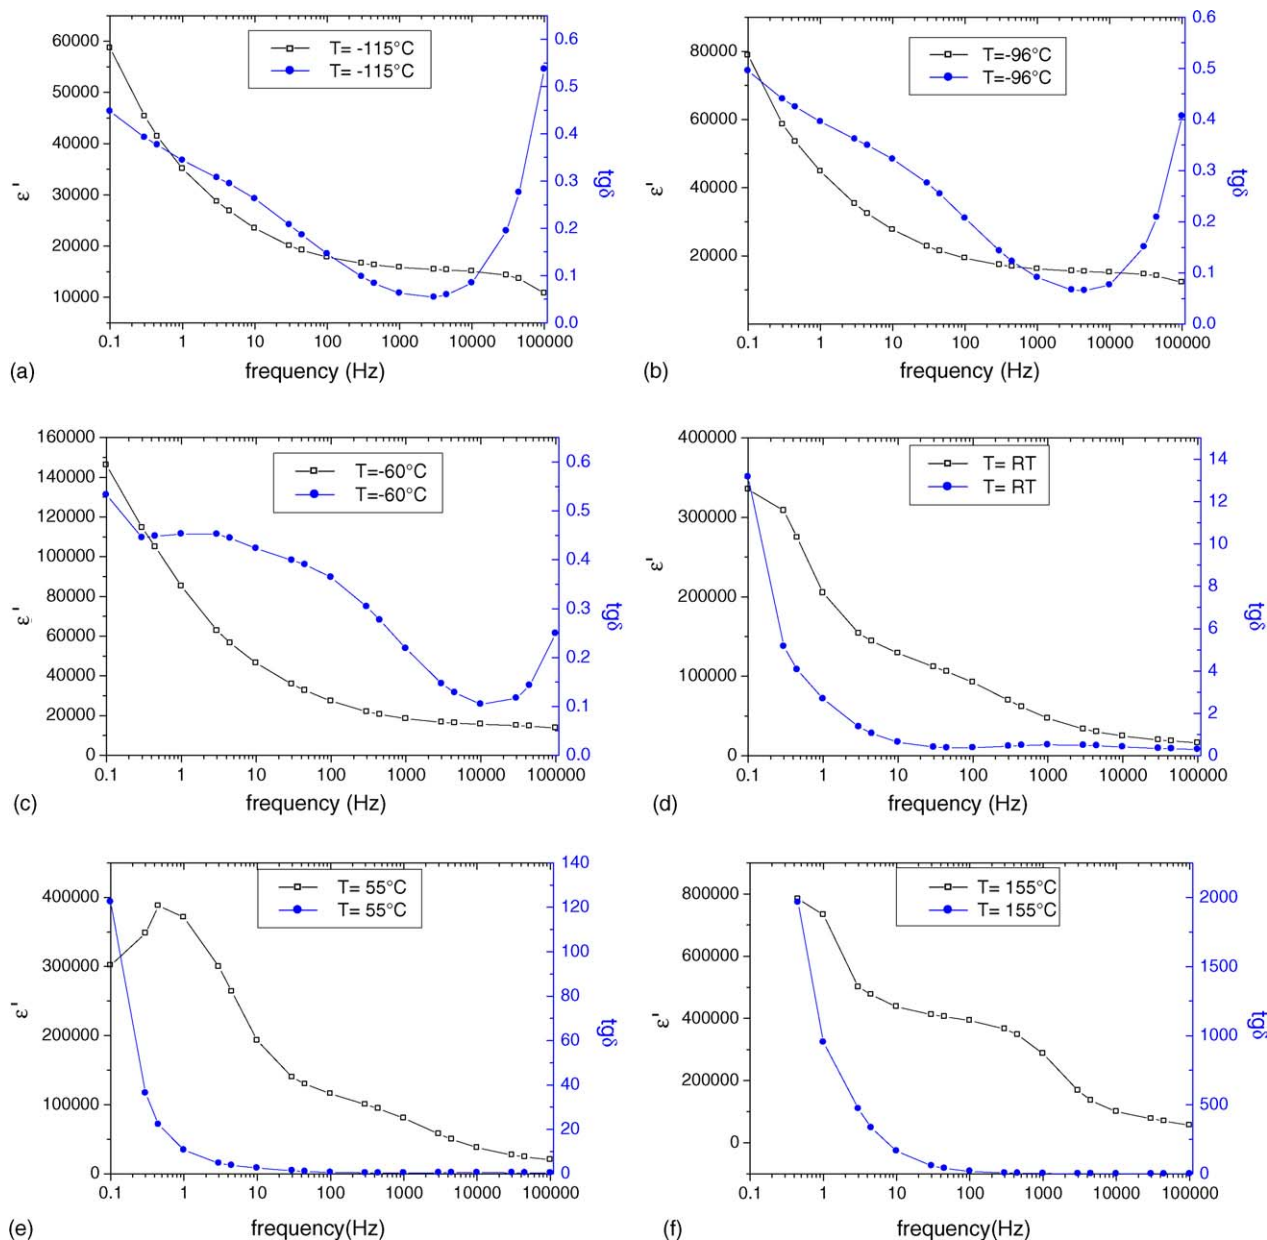 T= -115°C
T= -115°C
ε'
60000
50000
40000
30000
20000
10000
0.6
0.5
0.4
0.3
0.2
0.1
0.0
tgδ
0.1 1 10 100 1000 10000 100000
frequency (Hz)
(a)
T=-96°C
T=-96°C
ε'
80000
60000
40000
20000
0.6
0.5
0.4
0.3
0.2
0.1
0.0
tgδ
0.1 1 10 100 1000 10000 100000
frequency (Hz)
(b)
T=-60°C
T=-60°C
ε'
160000
140000
120000
100000
80000
60000
40000
20000
0
0.6
0.5
0.4
0.3
0.2
0.1
0.0
tgδ
0.1 1 10 100 1000 10000 100000
frequency (Hz)
(c)
T= RT
T= RT
ε'
400000
300000
200000
100000
0
14
12
10
8
6
4
2
0
tgδ
0.1 1 10 100 1000 10000 100000
frequency (Hz)
(d)
T= 55°C
T= 55°C
ε'
400000
300000
200000
100000
0
140
120
100
80
60
40
20
0
tgδ
0.1 1 10 100 1000 10000 100000
frequency(Hz)
(e)
T= 155°C
T= 155°C
ε'
800000
600000
400000
200000
0
2000
1500
1000
500
0
tgδ
0.1 1 10 100 1000 10000 100000
frequency(Hz)
(f)